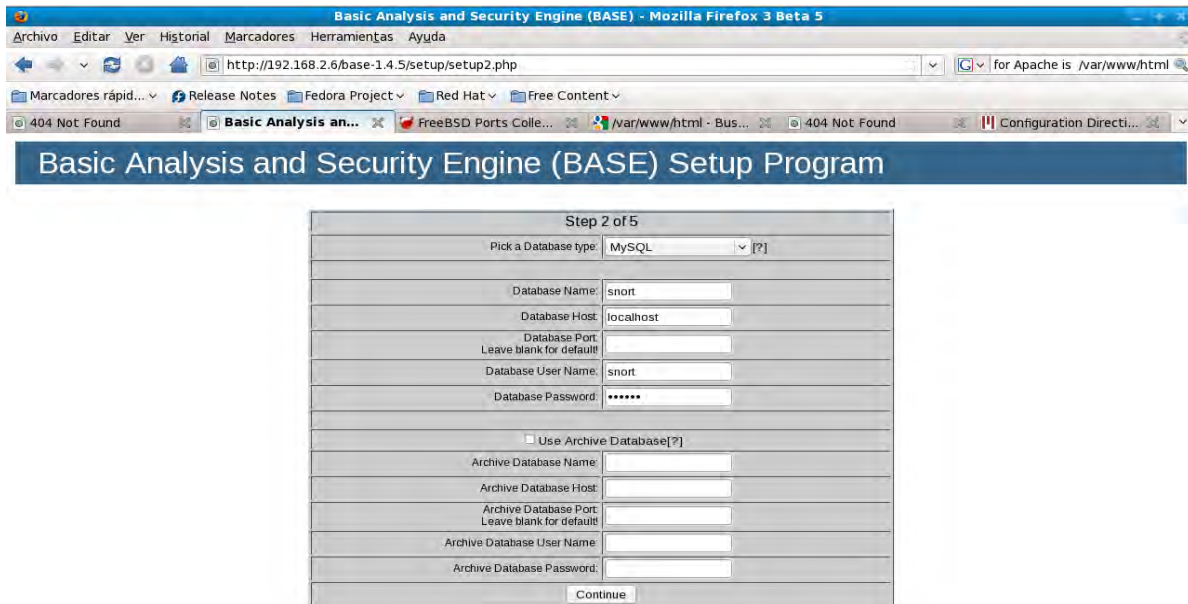 Basic Analysis and Security Engine (BASE) - Mozilla Firefox 3 Beta 5
Archivo Editar Ver Historial Marcadores Herramientas Ayuda
http://192.168.2.6/base-1.4.5/setup/setup2.php for Apache is /var/www/html
Marcadores rápid... Release Notes Fedora Project Red Hat Free Content
404 Not Found Basic Analysis an... FreeBSD Ports Colle... /var/www/html - Bus... 404 Not Found Configuration Directi...
Basic Analysis and Security Engine (BASE) Setup Program
Step 2 of 5
Pick a Database type: MySQL [?]
Database Name: snort
Database Host: localhost
Database Port:
Leave blank for default!
Database User Name: snort
Database Password: ••••••
Use Archive Database[?]
Archive Database Name:
Archive Database Host:
Archive Database Port:
Leave blank for default!
Archive Database User Name:
Archive Database Password:
Continue